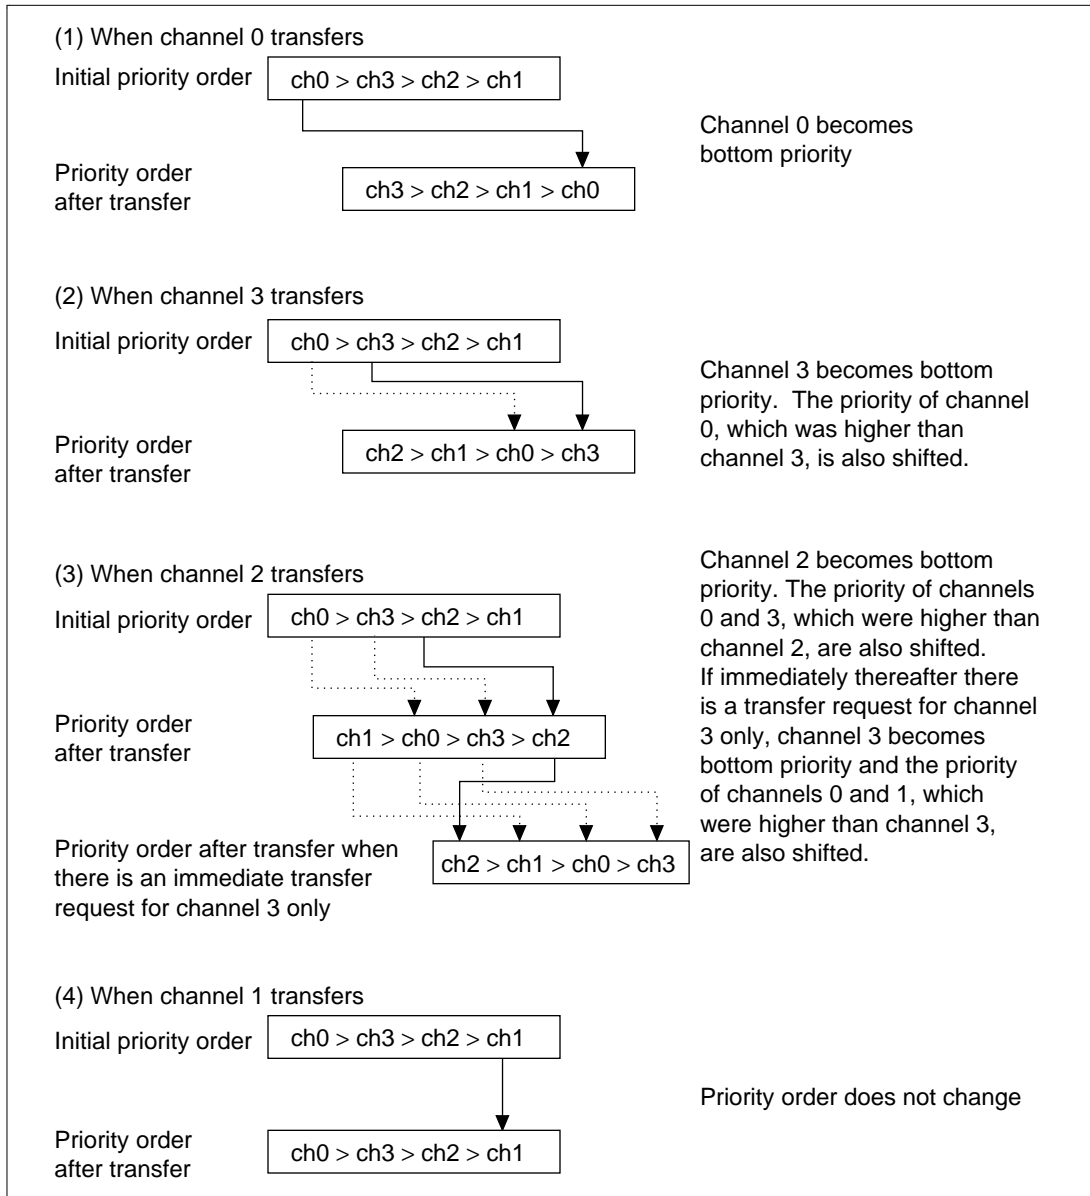 (1) When channel 0 transfers
Initial priority order
ch0 > ch3 > ch2 > ch1
Channel 0 becomes
bottom priority
Priority order
after transfer
ch3 > ch2 > ch1 > ch0
(2) When channel 3 transfers
Initial priority order
ch0 > ch3 > ch2 > ch1
Channel 3 becomes bottom
priority. The priority of channel
0, which was higher than
channel 3, is also shifted.
Priority order
after transfer
ch2 > ch1 > ch0 > ch3
(3) When channel 2 transfers
Initial priority order
ch0 > ch3 > ch2 > ch1
Channel 2 becomes bottom
priority. The priority of channels
0 and 3, which were higher than
channel 2, are also shifted.
If immediately thereafter there
is a transfer request for channel
3 only, channel 3 becomes
bottom priority and the priority
of channels 0 and 1, which
were higher than channel 3,
are also shifted.
Priority order
after transfer
ch1 > ch0 > ch3 > ch2
Priority order after transfer when
there is an immediate transfer
request for channel 3 only
ch2 > ch1 > ch0 > ch3
(4) When channel 1 transfers
Initial priority order
ch0 > ch3 > ch2 > ch1
Priority order does not change
Priority order
after transfer
ch0 > ch3 > ch2 > ch1